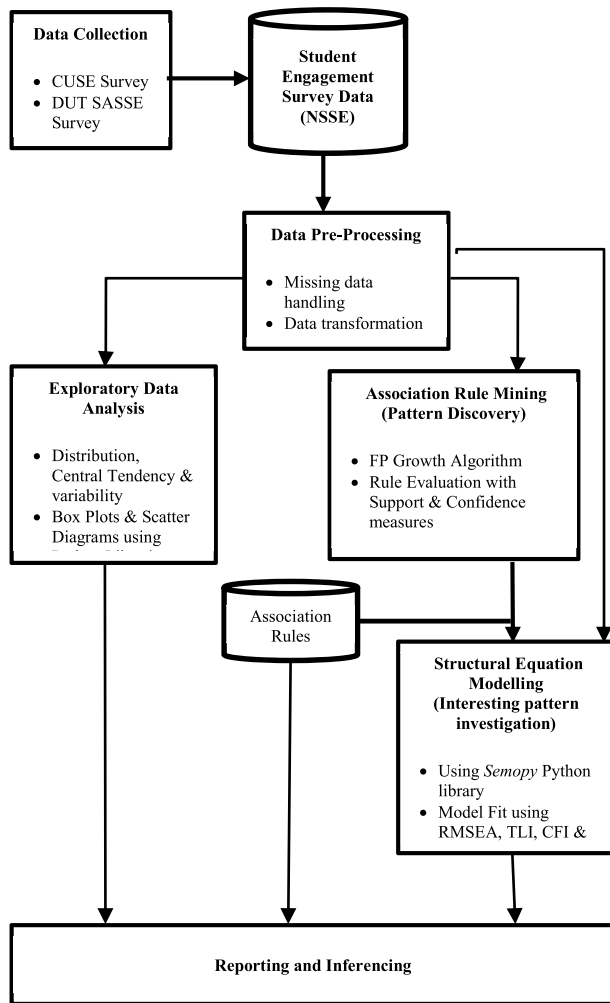 Data Collection
• CUSE Survey
• DUT SASSE
Survey
Student
Engagement
Survey Data
(NSSE)
Data Pre-Processing
• Missing data
handling
• Data transformation
Exploratory Data
Analysis
• Distribution,
Central Tendency &
variability
• Box Plots & Scatter
Diagrams using
Association Rule Mining
(Pattern Discovery)
• FP Growth Algorithm
• Rule Evaluation with
Support & Confidence
measures
Association
Rules
Structural Equation
Modelling
(Interesting pattern
investigation)
• Using Semopy Python
library
• Model Fit using
RMSEA, TLI, CFI &
Reporting and Inferencing